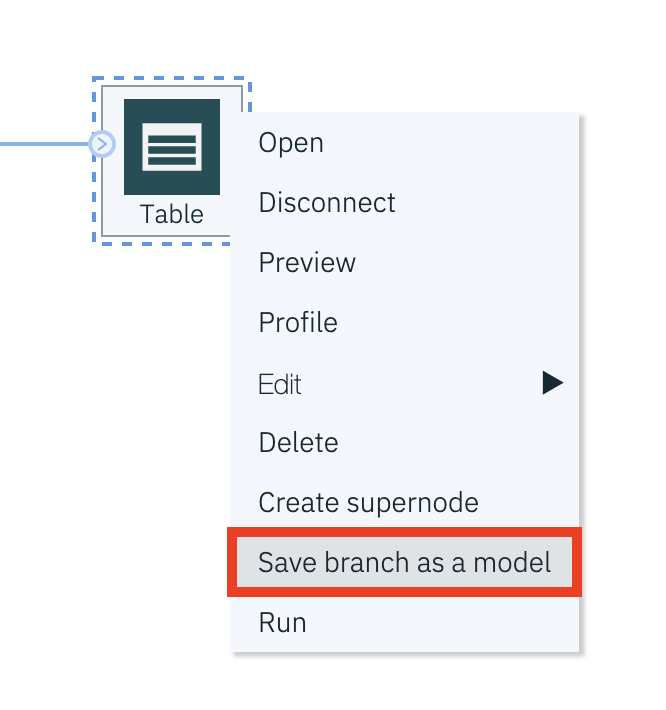 Table
Open
Disconnect
Preview
Profile
Edit
Delete
Create supernode
Save branch as a model
Run